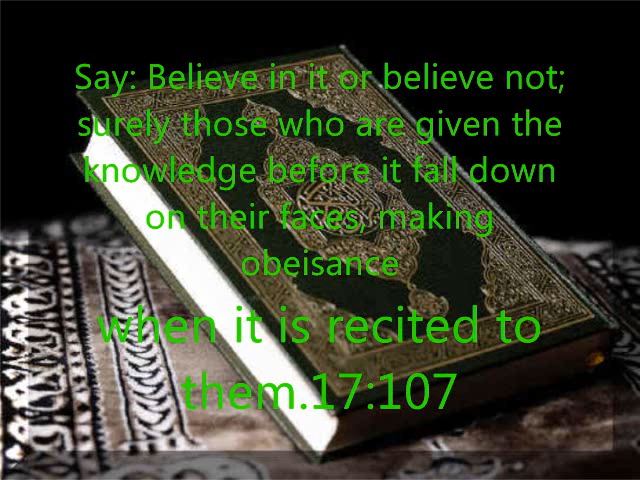 Say: Believe in it or believe not;
surely those who are given the
knowledge before it fall down
on their faces, making
obeisance
when it is recited to
them.17:107